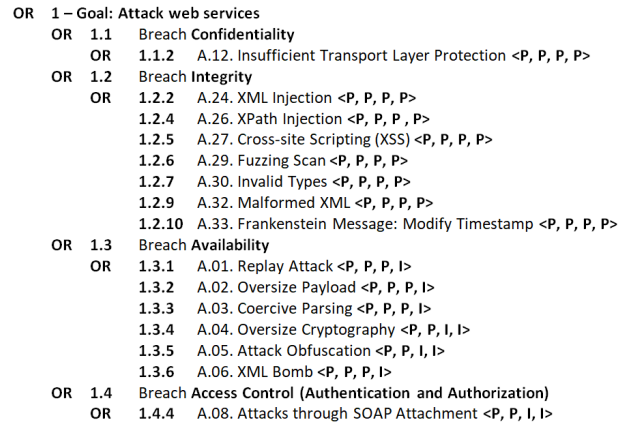 OR 1 – Goal: Attack web services
OR 1.1 Breach Confidentiality
OR 1.1.2 A.12. Insufficient Transport Layer Protection <P, P, P, P>
OR 1.2 Breach Integrity
OR 1.2.2 A.24. XML Injection <P, P, P, P>
1.2.4 A.26. XPath Injection <P, P, P , P>
1.2.5 A.27. Cross-site Scripting (XSS) <P, P, P, P>
1.2.6 A.29. Fuzzing Scan <P, P, P, P>
1.2.7 A.30. Invalid Types <P, P, P, P>
1.2.9 A.32. Malformed XML <P, P, P, P>
1.2.10 A.33. Frankenstein Message: Modify Timestamp <P, P, P, P>
OR 1.3 Breach Availability
OR 1.3.1 A.01. Replay Attack <P, P, P, I>
1.3.2 A.02. Oversize Payload <P, P, P, I>
1.3.3 A.03. Coercive Parsing <P, P, P, I>
1.3.4 A.04. Oversize Cryptography <P, P, I, I>
1.3.5 A.05. Attack Obfuscation <P, P, I, I>
1.3.6 A.06. XML Bomb <P, P, P, I>
OR 1.4 Breach Access Control (Authentication and Authorization)
OR 1.4.4 A.08. Attacks through SOAP Attachment <P, P, I, I>